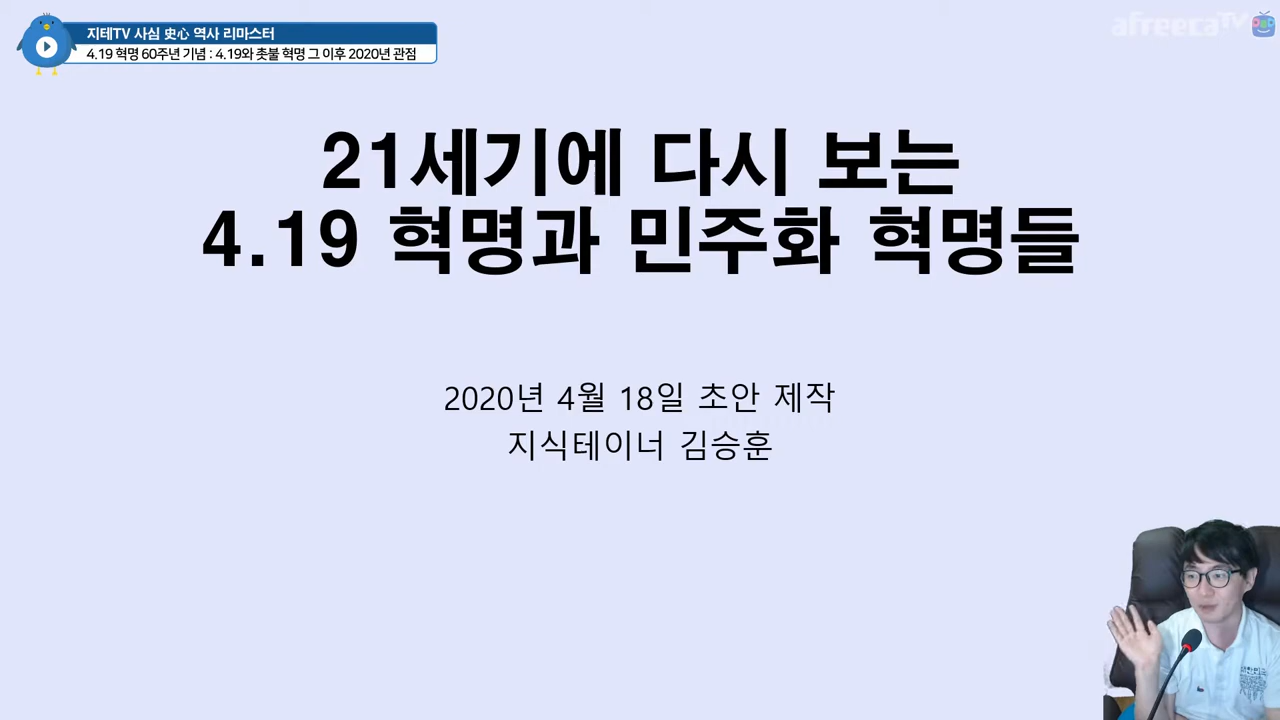 지테TV 사심 史心 역사 리마스터
4.19 혁명 60주년 기념 : 4.19와 촛불 혁명 그 이후 2020년 관점
afreecaTV
21세기에 다시 보는
4.19 혁명과 민주화 혁명들
2020년 4월 18일 초안 제작
지식테이너 김승훈